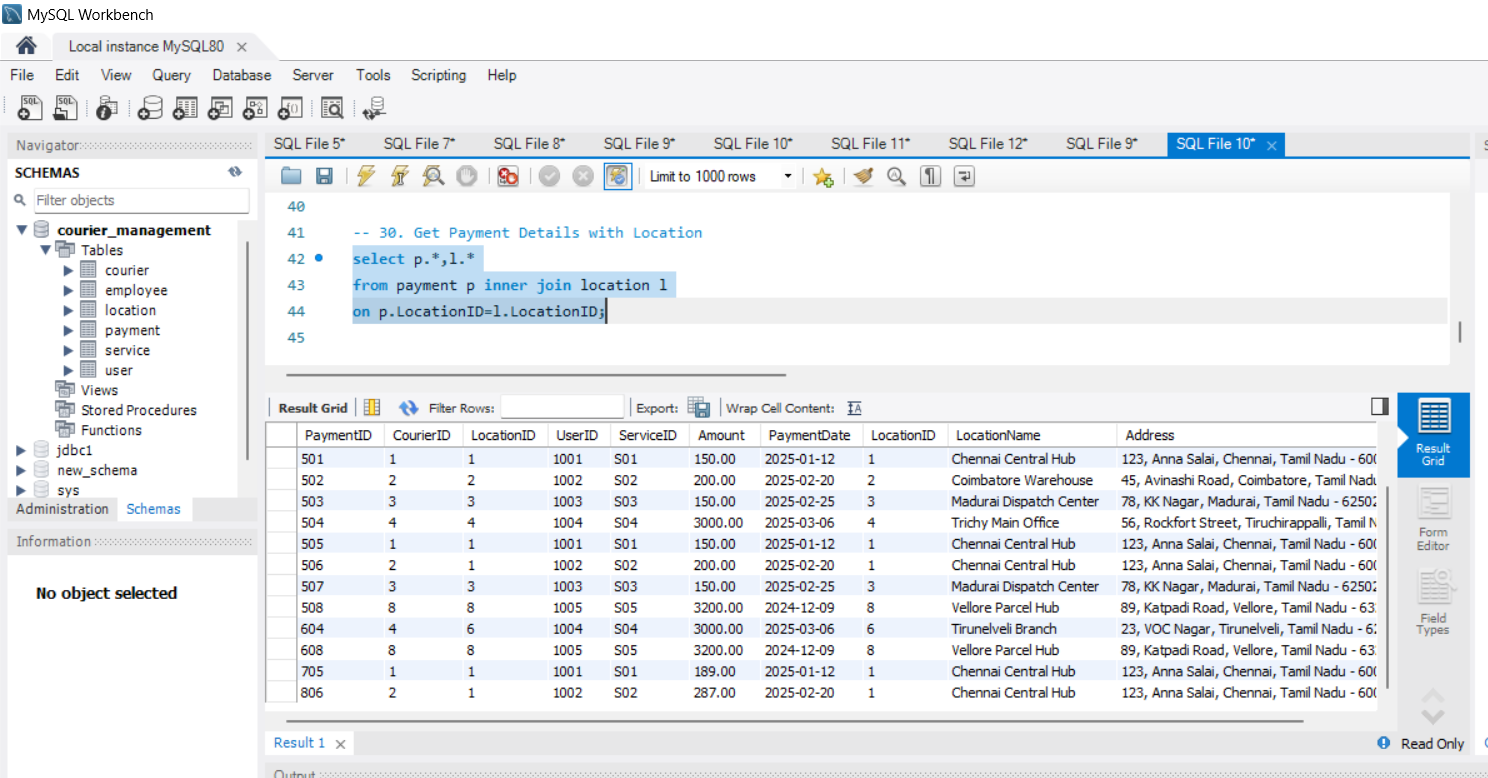 MySQL Workbench
Local instance MySQL80
File Edit View Query Database Server Tools Scripting Help
Navigator
SCHEMAS
Filter objects
courier_management
Tables
courier
employee
location
payment
service
user
Views
Stored Procedures
Functions
jdbc1
new_schema
sys
Administration Schemas
Information
No object selected
SQL File 5* SQL File 7* SQL File 8* SQL File 9* SQL File 10* SQL File 11* SQL File 12* SQL File 9* SQL File 10*
Limit to 1000 rows
40
41 -- 30. Get Payment Details with Location
42 select p.*,l.*
43 from payment p inner join location l
44 on p.LocationID=l.LocationID;
45
Result Grid Filter Rows: Export: Wrap Cell Content:
PaymentID CourierID LocationID UserID ServiceID Amount PaymentDate LocationID LocationName Address
501 1 1 1001 S01 150.00 2025-01-12 1 Chennai Central Hub 123, Anna Salai, Chennai, Tamil Nadu - 600
502 2 2 1002 S02 200.00 2025-02-20 2 Coimbatore Warehouse 45, Avinashi Road, Coimbatore, Tamil Nadu
503 3 3 1003 S03 150.00 2025-02-25 3 Madurai Dispatch Center 78, KK Nagar, Madurai, Tamil Nadu - 62502
504 4 4 1004 S04 3000.00 2025-03-06 4 Trichy Main Office 56, Rockfort Street, Tiruchirappalli, Tamil N
505 1 1 1001 S01 150.00 2025-01-12 1 Chennai Central Hub 123, Anna Salai, Chennai, Tamil Nadu - 600
506 2 1 1002 S02 200.00 2025-02-20 1 Chennai Central Hub 123, Anna Salai, Chennai, Tamil Nadu - 600
507 3 3 1003 S03 150.00 2025-02-25 3 Madurai Dispatch Center 78, KK Nagar, Madurai, Tamil Nadu - 62502
508 8 8 1005 S05 3200.00 2024-12-09 8 Vellore Parcel Hub 89, Katpadi Road, Vellore, Tamil Nadu - 63
604 4 6 1004 S04 3000.00 2025-03-06 6 Tirunelveli Branch 23, VOC Nagar, Tirunelveli, Tamil Nadu - 62
608 8 8 1005 S05 3200.00 2024-12-09 8 Vellore Parcel Hub 89, Katpadi Road, Vellore, Tamil Nadu - 63
705 1 1 1001 S01 189.00 2025-01-12 1 Chennai Central Hub 123, Anna Salai, Chennai, Tamil Nadu - 600
806 2 1 1002 S02 287.00 2025-02-20 1 Chennai Central Hub 123, Anna Salai, Chennai, Tamil Nadu - 600
Result
Grid
Form
Editor
Field
Types
Result 1
Read Only
Output